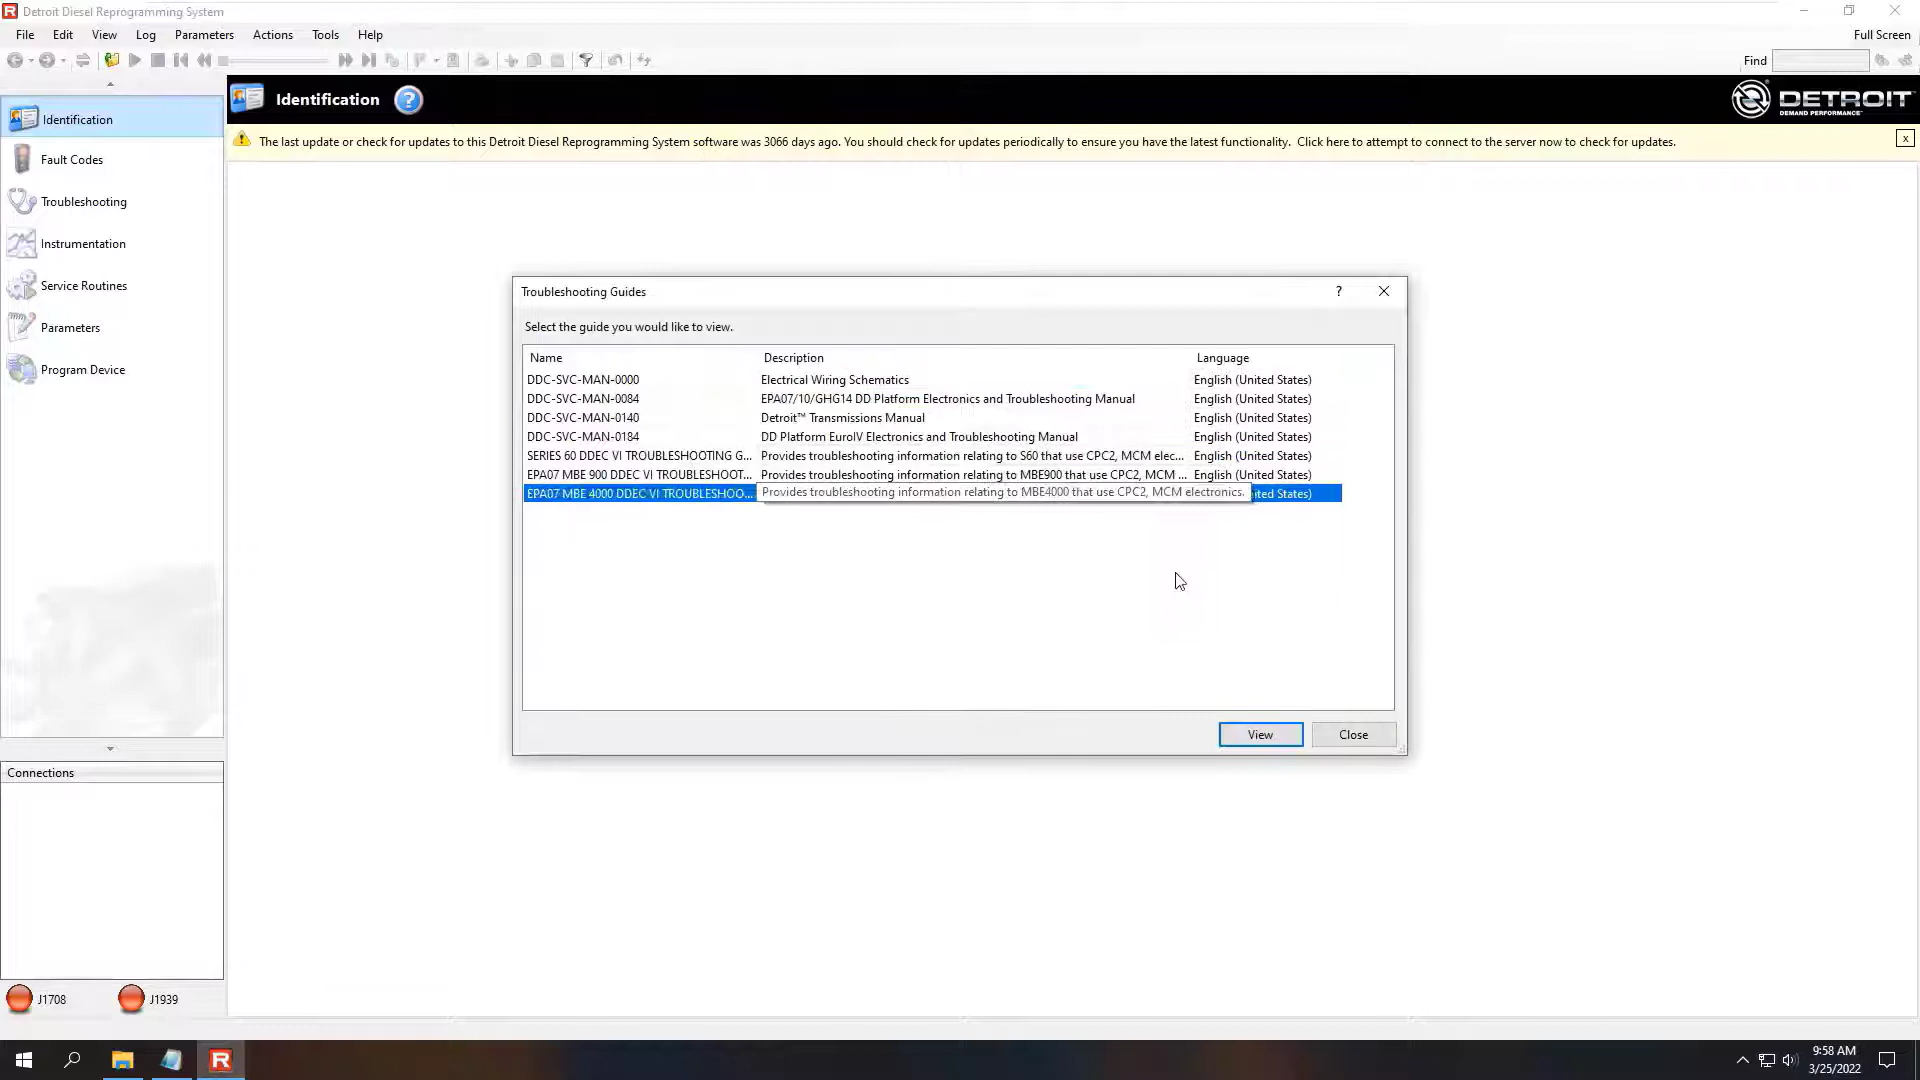 Detroit Diesel Reprogramming System
File Edit View Log Parameters Actions Tools Help Full Screen
Find
Identification
DETROIT
DEMAND PERFORMANCE™
The last update or check for updates to this Detroit Diesel Reprogramming System software was 3066 days ago. You should check for updates periodically to ensure you have the latest functionality. Click here to attempt to connect to the server now to check for updates. x
Identification
Fault Codes
Troubleshooting
Instrumentation
Service Routines
Parameters
Program Device
Troubleshooting Guides
Select the guide you would like to view.
Name Description Language
DDC-SVC-MAN-0000 Electrical Wiring Schematics English (United States)
DDC-SVC-MAN-0084 EPA07/10/GHG14 DD Platform Electronics and Troubleshooting Manual English (United States)
DDC-SVC-MAN-0140 Detroit™ Transmissions Manual English (United States)
DDC-SVC-MAN-0184 DD Platform EuroIV Electronics and Troubleshooting Manual English (United States)
SERIES 60 DDEC VI TROUBLESHOOTING G... Provides troubleshooting information relating to S60 that use CPC2, MCM elec... English (United States)
EPA07 MBE 900 DDEC VI TROUBLESHOOT... Provides troubleshooting information relating to MBE900 that use CPC2, MCM ... English (United States)
EPA07 MBE 4000 DDEC VI TROUBLESHOO... Provides troubleshooting information relating to MBE4000 that use CPC2, MCM electronics. States)
View Close
Connections
J1708 J1939
9:58 AM
3/25/2022